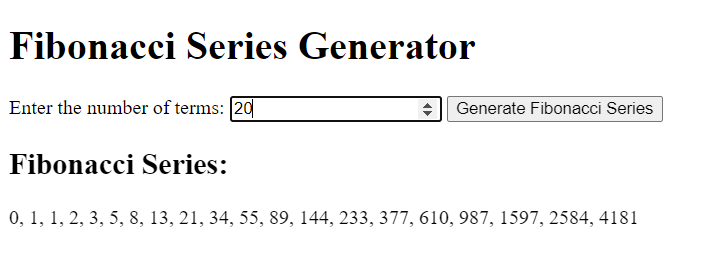 Fibonacci Series Generator
Enter the number of terms: 20 Generate Fibonacci Series
Fibonacci Series:
0, 1, 1, 2, 3, 5, 8, 13, 21, 34, 55, 89, 144, 233, 377, 610, 987, 1597, 2584, 4181